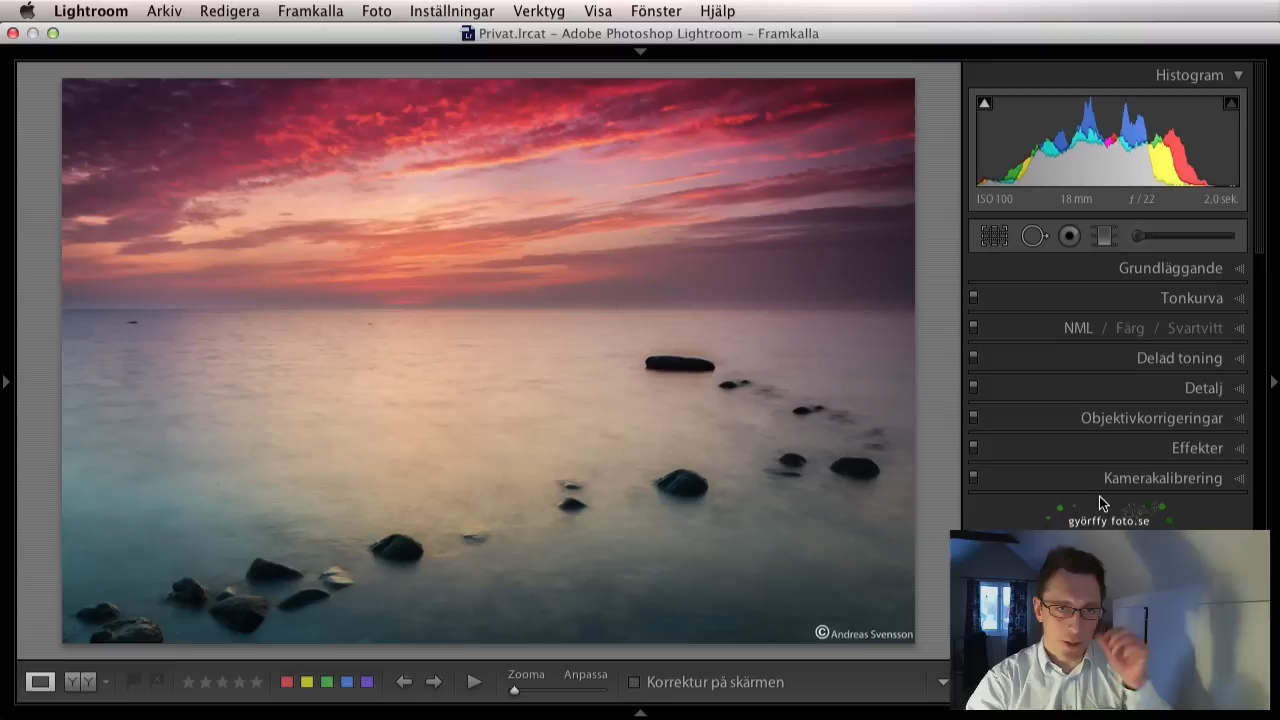 Lightroom Arkiv Redigera Framkalla Foto Inställningar Verktyg Visa Fönster Hjälp
Privat.lrcat – Adobe Photoshop Lightroom – Framkalla
Histogram
ISO 100 18 mm ƒ / 22 2,0 sek.
Grundläggande
Tonkurva
NML / Färg / Svartvitt
Delad toning
Detalj
Objektivkorrigeringar
Effekter
Kamerakalibrering
györffy foto.se
© Andreas Svensson
Zooma Anpassa
Korrektur på skärmen